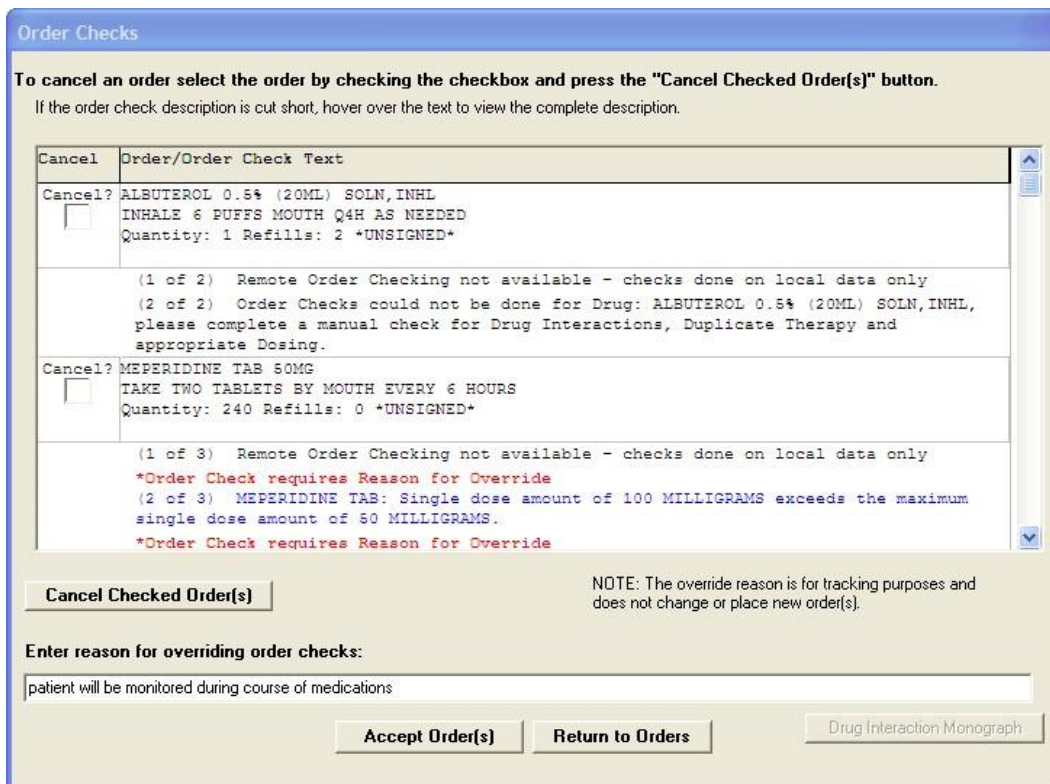 Order Checks
To cancel an order select the order by checking the checkbox and press the "Cancel Checked Order(s)" button.
If the order check description is cut short, hover over the text to view the complete description.
Cancel Order/Order Check Text
Cancel? ALBUTEROL 0.5% (20ML) SOLN,INHL
INHALE 6 PUFFS MOUTH Q4H AS NEEDED
Quantity: 1 Refills: 2 *UNSIGNED*
(1 of 2) Remote Order Checking not available - checks done on local data only
(2 of 2) Order Checks could not be done for Drug: ALBUTEROL 0.5% (20ML) SOLN,INHL,
please complete a manual check for Drug Interactions, Duplicate Therapy and
appropriate Dosing.
Cancel? MEPERIDINE TAB 50MG
TAKE TWO TABLETS BY MOUTH EVERY 6 HOURS
Quantity: 240 Refills: 0 *UNSIGNED*
(1 of 3) Remote Order Checking not available - checks done on local data only
*Order Check requires Reason for Override
(2 of 3) MEPERIDINE TAB: Single dose amount of 100 MILLIGRAMS exceeds the maximum
single dose amount of 50 MILLIGRAMS.
*Order Check requires Reason for Override
Cancel Checked Order(s)
NOTE: The override reason is for tracking purposes and
does not change or place new order(s).
Enter reason for overriding order checks:
patient will be monitored during course of medications
Accept Order(s) Return to Orders Drug Interaction Monograph